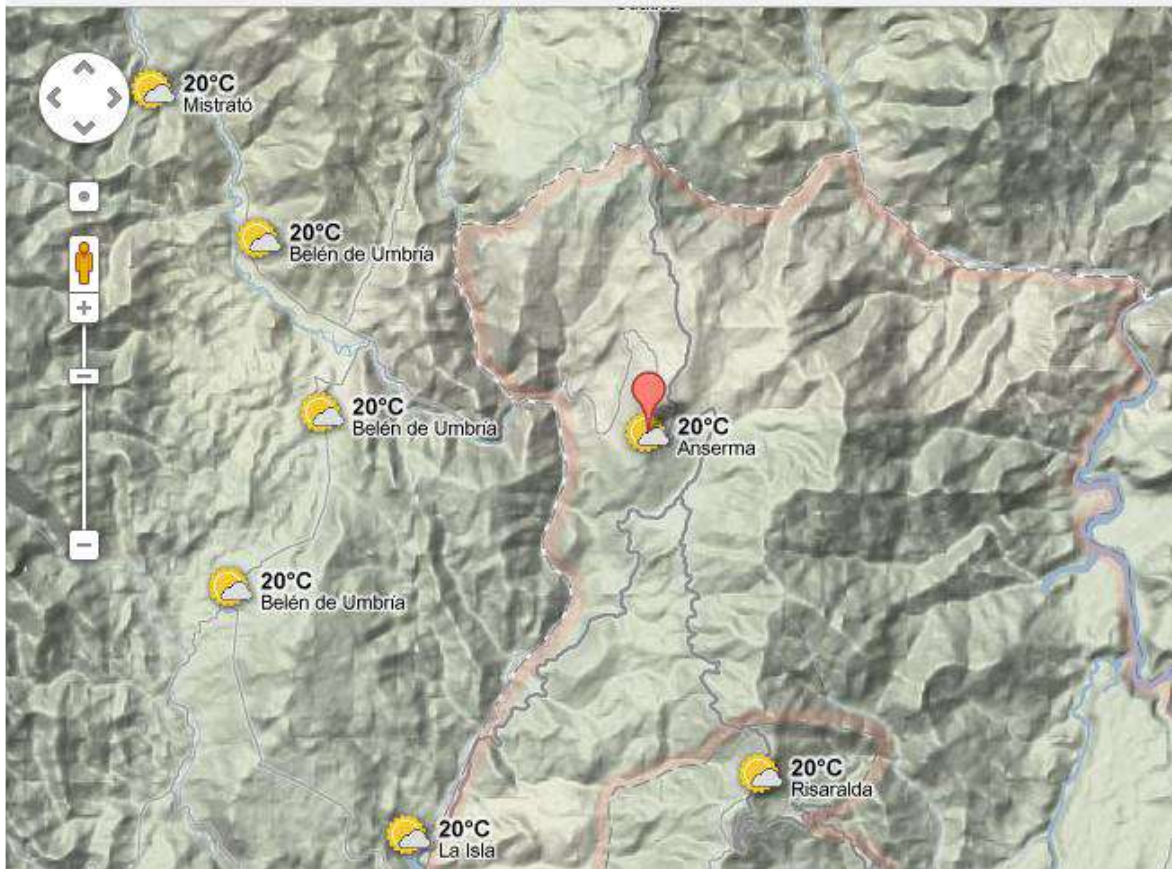 20°C
Mistrató
20°C
Belén de Umbría
20°C
Belén de Umbría
20°C
Anserma
20°C
Belén de Umbría
20°C
Risaralda
20°C
La Isla